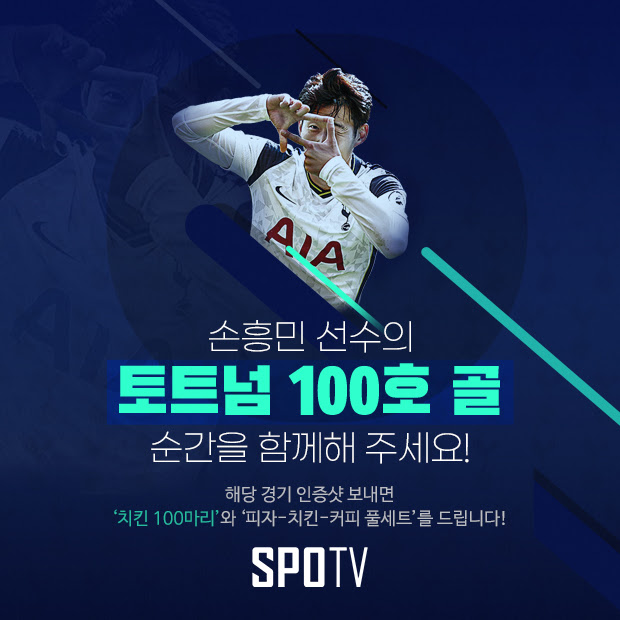 AIA
손흥민 선수의
토트넘 100호 골
순간을 함께해 주세요!
해당 경기 인증샷 보내면
‘치킨 100마리’와 ‘피자-치킨-커피 풀세트’를 드립니다!
SPOTV